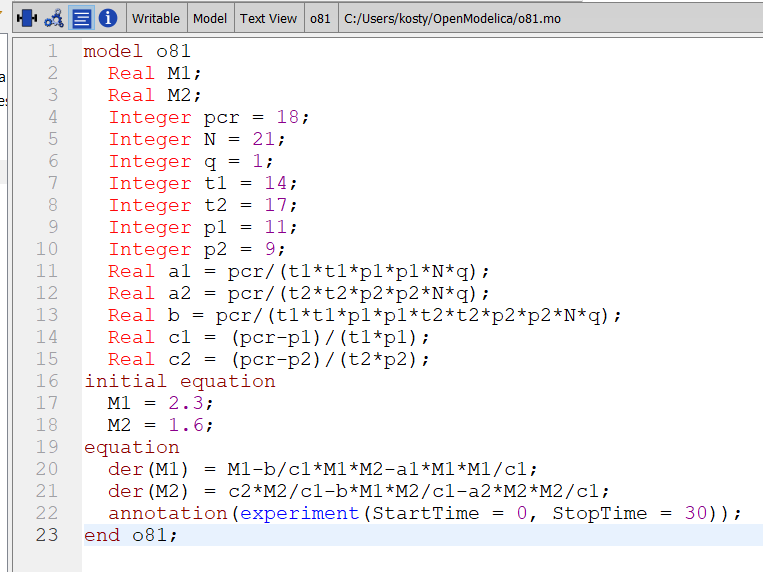 Writable Model Text View o81 C:/Users/kosty/OpenModelica/o81.mo
1 model o81
2 Real M1;
3 Real M2;
4 Integer pcr = 18;
5 Integer N = 21;
6 Integer q = 1;
7 Integer t1 = 14;
8 Integer t2 = 17;
9 Integer p1 = 11;
10 Integer p2 = 9;
11 Real a1 = pcr/(t1*t1*p1*p1*N*q);
12 Real a2 = pcr/(t2*t2*p2*p2*N*q);
13 Real b = pcr/(t1*t1*p1*p1*t2*t2*p2*p2*N*q);
14 Real c1 = (pcr-p1)/(t1*p1);
15 Real c2 = (pcr-p2)/(t2*p2);
16 initial equation
17 M1 = 2.3;
18 M2 = 1.6;
19 equation
20 der(M1) = M1-b/c1*M1*M2-a1*M1*M1/c1;
21 der(M2) = c2*M2/c1-b*M1*M2/c1-a2*M2*M2/c1;
22 annotation(experiment(StartTime = 0, StopTime = 30));
23 end o81;